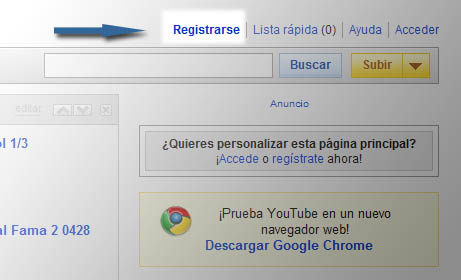 Registrarse | Lista rápida (0) | Ayuda | Acceder
Buscar Subir
Anuncio
editar
¿Quieres personalizar esta página principal?
¡Accede o regístrate ahora!
ol 1/3
¡Prueba YouTube en un nuevo
navegador web!
Descargar Google Chrome
al Fama 2 0428